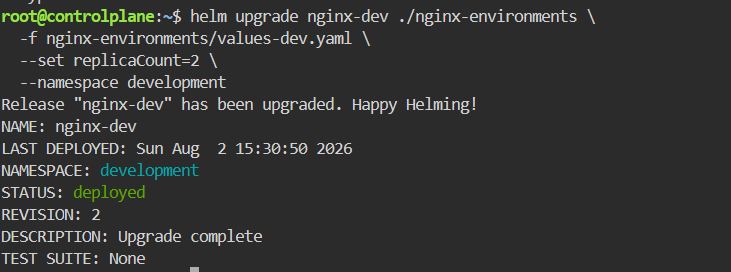 root@controlplane:~$ helm upgrade nginx-dev ./nginx-environments \
  -f nginx-environments/values-dev.yaml \
  --set replicaCount=2 \
  --namespace development
Release "nginx-dev" has been upgraded. Happy Helming!
NAME: nginx-dev
LAST DEPLOYED: Sun Aug  2 15:30:50 2026
NAMESPACE: development
STATUS: deployed
REVISION: 2
DESCRIPTION: Upgrade complete
TEST SUITE: None